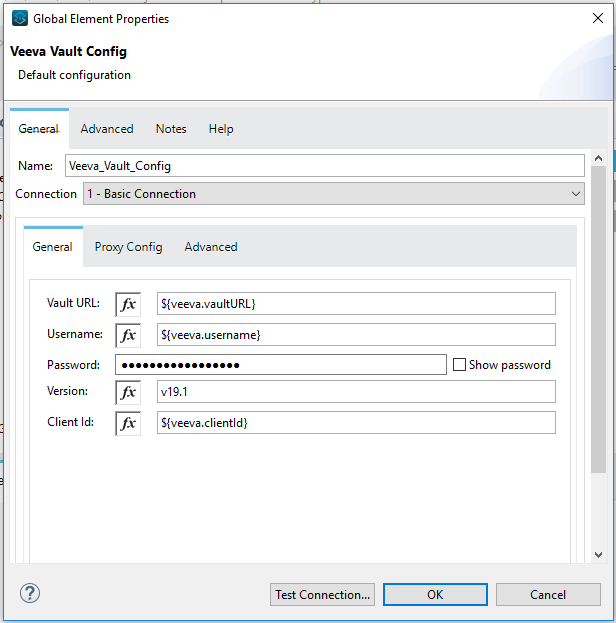 Global Element Properties
Veeva Vault Config
Default configuration
General Advanced Notes Help
Name: Veeva_Vault_Config
Connection 1 - Basic Connection
General Proxy Config Advanced
Vault URL: fx ${veeva.vaultURL}
Username: fx ${veeva.username}
Password: ●●●●●●●●●●●●●●●●● Show password
Version: fx v19.1
Client Id: fx ${veeva.clientId}
? Test Connection... OK Cancel